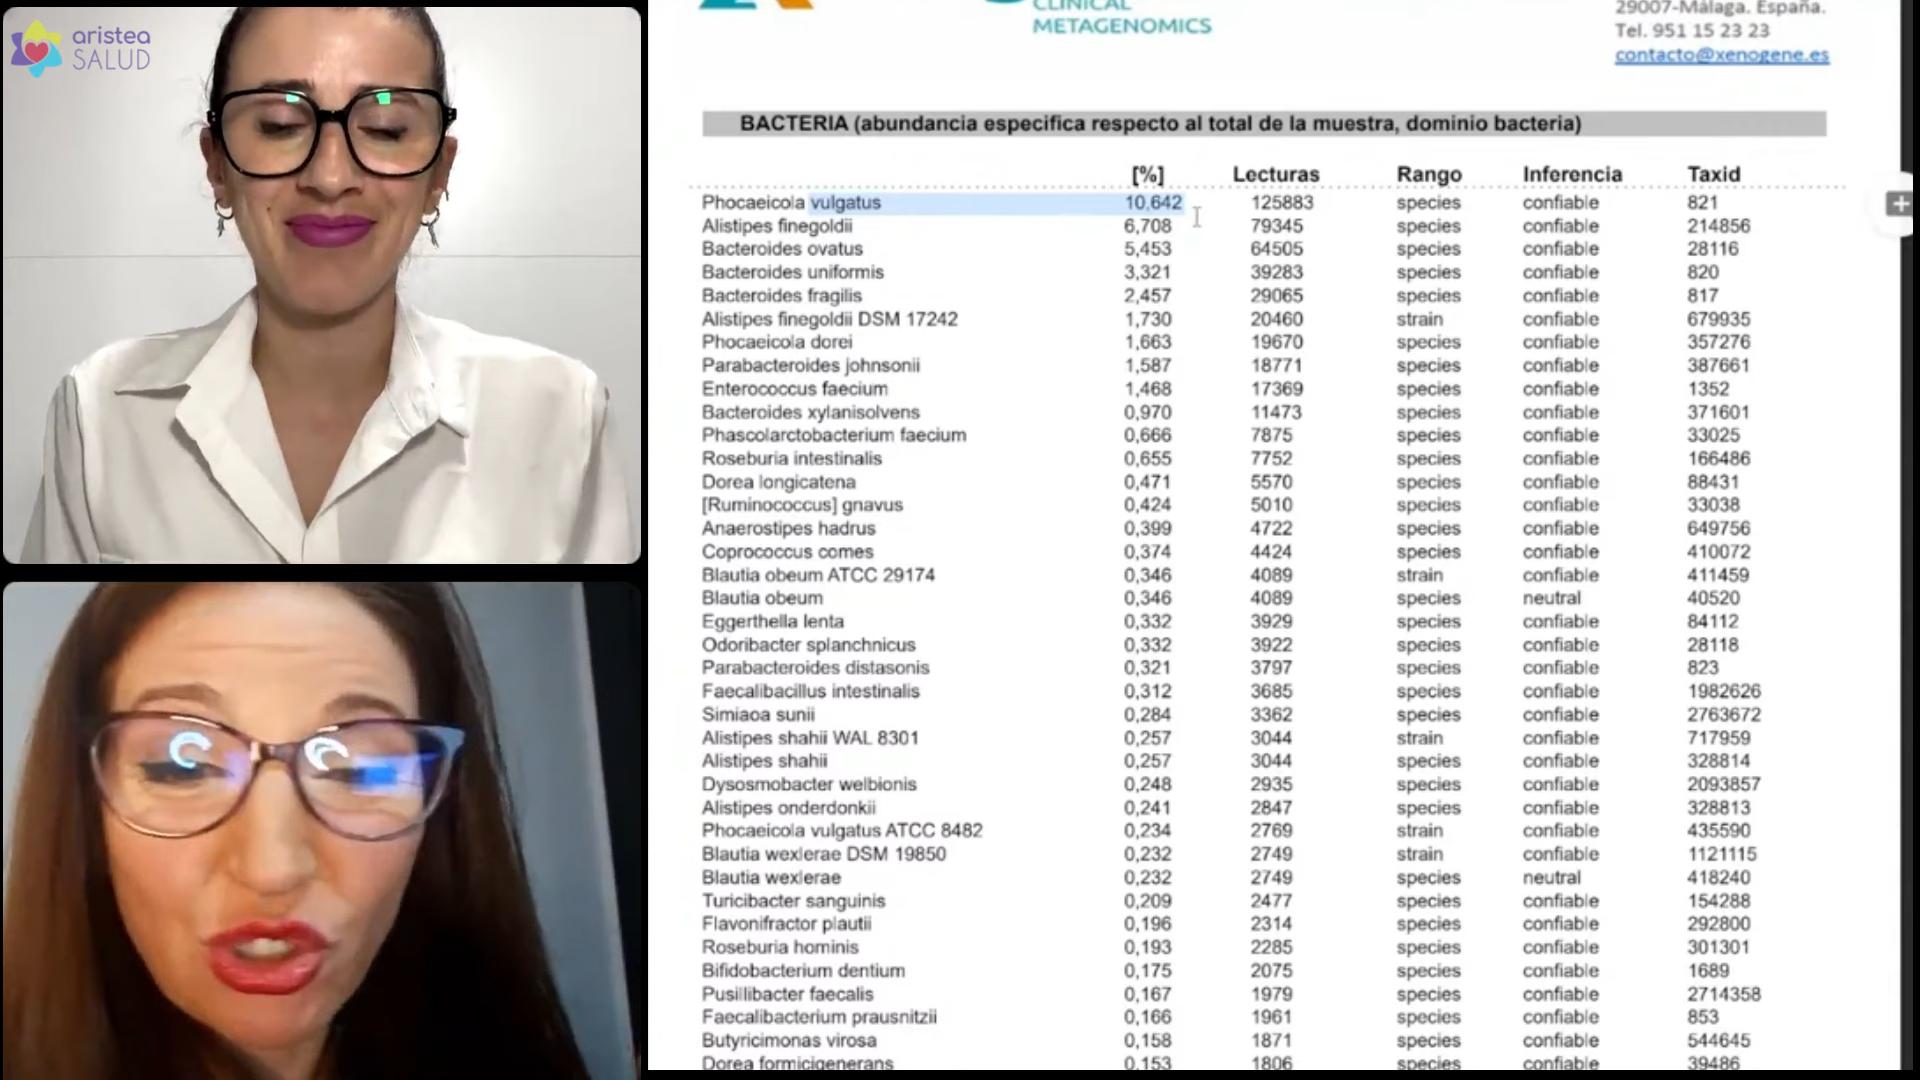 aristea
SALUD
CLINICAL
METAGENOMICS
29007-Málaga. España.
Tel. 951 15 23 23
contacto@xenogene.es
BACTERIA (abundancia especifica respecto al total de la muestra, dominio bacteria)
[%] Lecturas Rango Inferencia Taxid
Phocaeicola vulgatus 10,642 125883 species confiable 821
Alistipes finegoldii 6,708 79345 species confiable 214856
Bacteroides ovatus 5,453 64505 species confiable 28116
Bacteroides uniformis 3,321 39283 species confiable 820
Bacteroides fragilis 2,457 29065 species confiable 817
Alistipes finegoldii DSM 17242 1,730 20460 strain confiable 679935
Phocaeicola dorei 1,663 19670 species confiable 357276
Parabacteroides johnsonii 1,587 18771 species confiable 387661
Enterococcus faecium 1,468 17369 species confiable 1352
Bacteroides xylanisolvens 0,970 11473 species confiable 371601
Phascolarctobacterium faecium 0,666 7875 species confiable 33025
Roseburia intestinalis 0,655 7752 species confiable 166486
Dorea longicatena 0,471 5570 species confiable 88431
[Ruminococcus] gnavus 0,424 5010 species confiable 33038
Anaerostipes hadrus 0,399 4722 species confiable 649756
Coprococcus comes 0,374 4424 species confiable 410072
Blautia obeum ATCC 29174 0,346 4089 strain confiable 411459
Blautia obeum 0,346 4089 species neutral 40520
Eggerthella lenta 0,332 3929 species confiable 84112
Odoribacter splanchnicus 0,332 3922 species confiable 28118
Parabacteroides distasonis 0,321 3797 species confiable 823
Faecalibacillus intestinalis 0,312 3685 species confiable 1982626
Simiaoa sunii 0,284 3362 species confiable 2763672
Alistipes shahii WAL 8301 0,257 3044 strain confiable 717959
Alistipes shahii 0,257 3044 species confiable 328814
Dysosmobacter welbionis 0,248 2935 species confiable 2093857
Alistipes onderdonkii 0,241 2847 species confiable 328813
Phocaeicola vulgatus ATCC 8482 0,234 2769 strain confiable 435590
Blautia wexlerae DSM 19850 0,232 2749 strain confiable 1121115
Blautia wexlerae 0,232 2749 species neutral 418240
Turicibacter sanguinis 0,209 2477 species confiable 154288
Flavonifractor plautii 0,196 2314 species confiable 292800
Roseburia hominis 0,193 2285 species confiable 301301
Bifidobacterium dentium 0,175 2075 species confiable 1689
Pusillibacter faecalis 0,167 1979 species confiable 2714358
Faecalibacterium prausnitzii 0,166 1961 species confiable 853
Butyricimonas virosa 0,158 1871 species confiable 544645
Dorea formicigenerans 0,153 1806 species confiable 39486